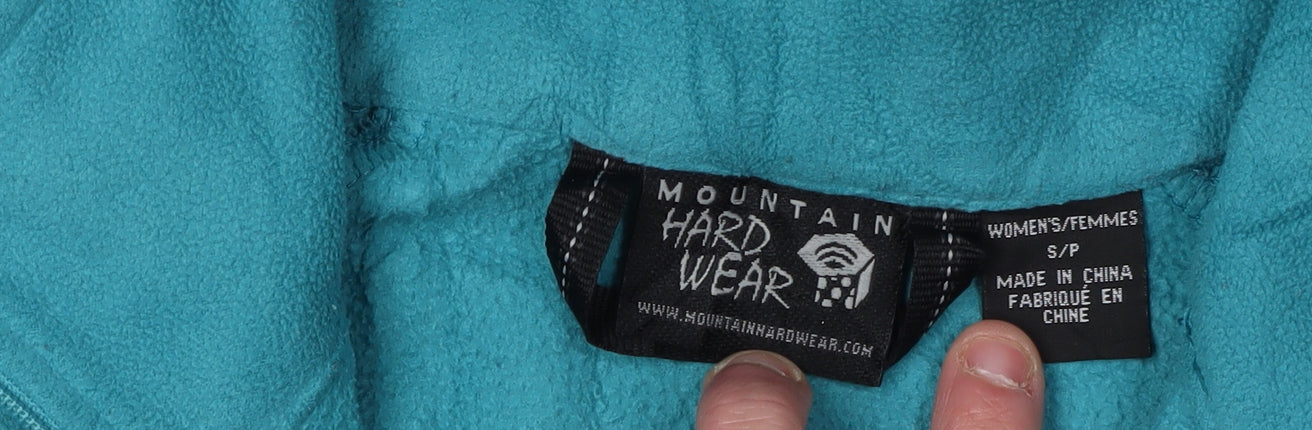 MOUNTAIN
HARD
WEAR
WWW.MOUNTAINHARDWEAR.COM
WOMEN'S/FEMMES
S/P
MADE IN CHINA
FABRIQUÉ EN
CHINE